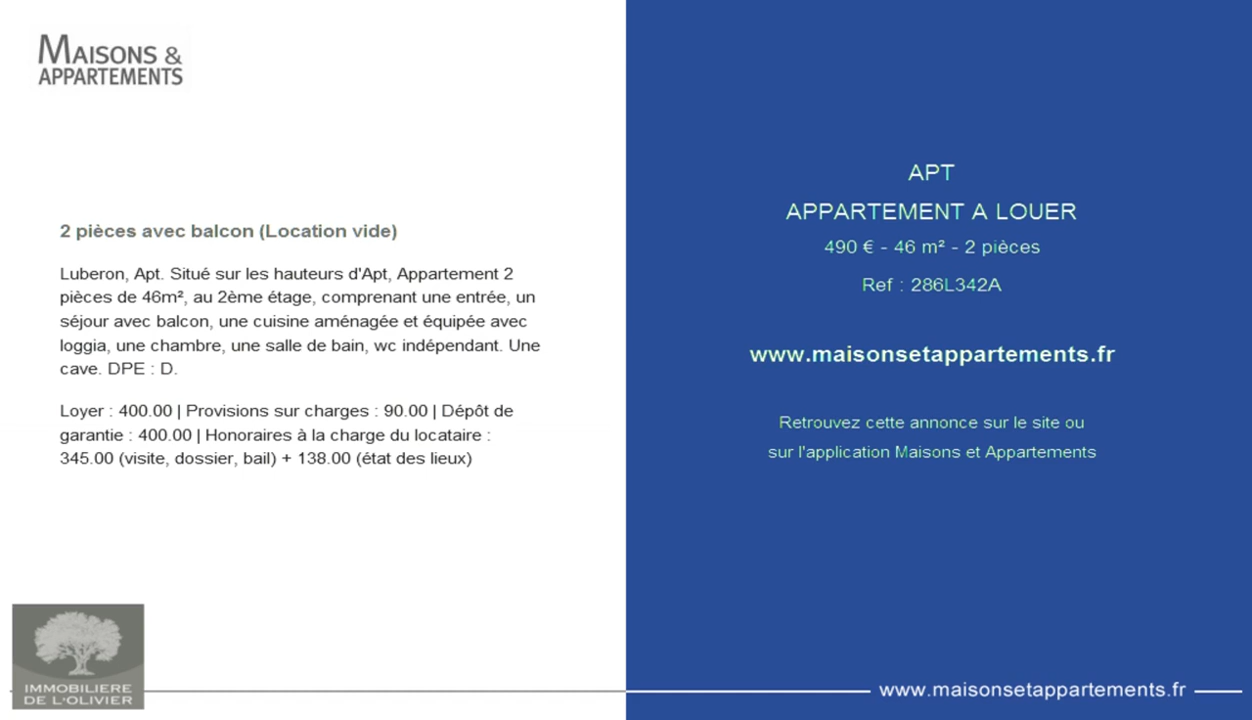 MAISONS &
APPARTEMENTS
2 pièces avec balcon (Location vide)
Luberon, Apt. Situé sur les hauteurs d'Apt, Appartement 2
pièces de 46m², au 2ème étage, comprenant une entrée, un
séjour avec balcon, une cuisine aménagée et équipée avec
loggia, une chambre, une salle de bain, wc indépendant. Une
cave. DPE : D.
Loyer : 400.00 | Provisions sur charges : 90.00 | Dépôt de
garantie : 400.00 | Honoraires à la charge du locataire :
345.00 (visite, dossier, bail) + 138.00 (état des lieux)
IMMOBILIERE
DE L'OLIVIER
APT
APPARTEMENT A LOUER
490 € - 46 m² - 2 pièces
Ref : 286L342A
www.maisonsetappartements.fr
Retrouvez cette annonce sur le site ou
sur l'application Maisons et Appartements
www.maisonsetappartements.fr